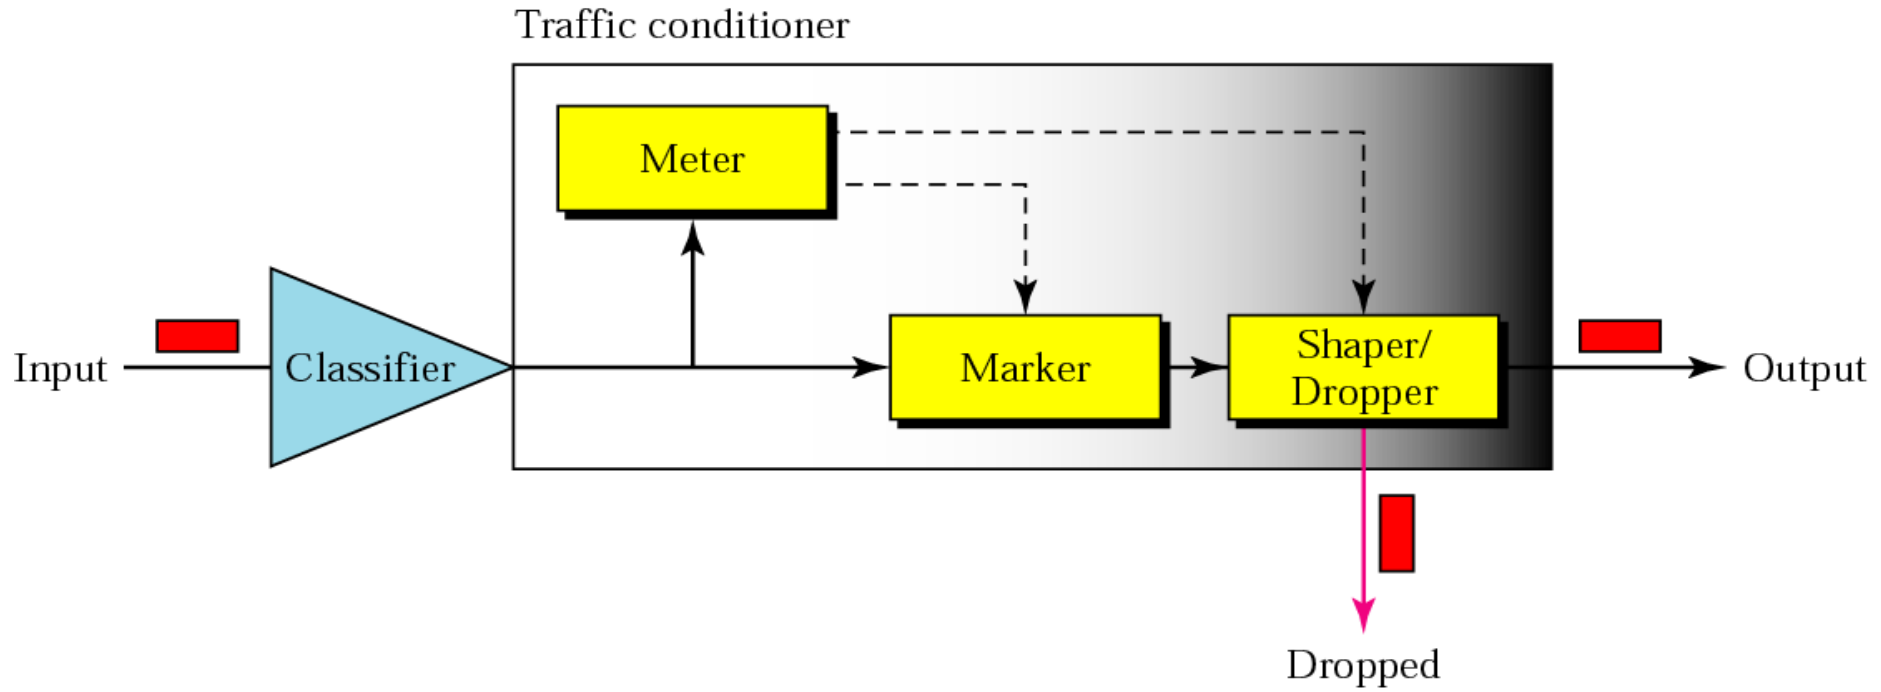 Traffic conditioner
Meter
Input
Classifier
Marker
Shaper/
Dropper
Output
Dropped